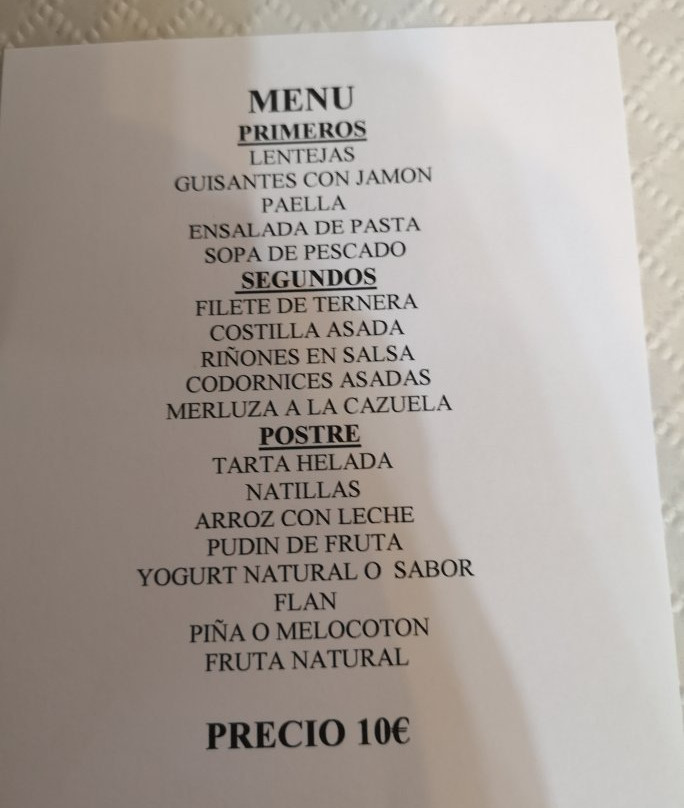 MENU
PRIMEROS
LENTEJAS
GUISANTES CON JAMON
PAELLA
ENSALADA DE PASTA
SOPA DE PESCADO
SEGUNDOS
FILETE DE TERNERA
COSTILLA ASADA
RIÑONES EN SALSA
CODORNICES ASADAS
MERLUZA A LA CAZUELA
POSTRE
TARTA HELADA
NATILLAS
ARROZ CON LECHE
PUDIN DE FRUTA
YOGURT NATURAL O SABOR
FLAN
PIÑA O MELOCOTON
FRUTA NATURAL
PRECIO 10€